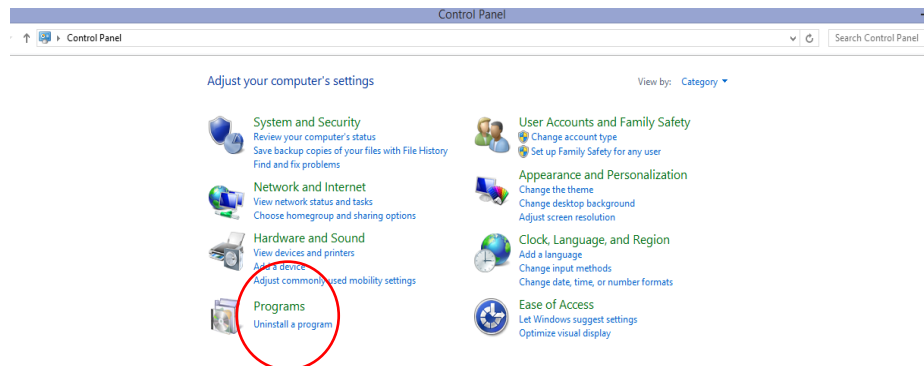 Control Panel
Control Panel
Search Control Panel
Adjust your computer's settings
View by: Category
System and Security
Review your computer's status
Save backup copies of your files with File History
Find and fix problems
Network and Internet
View network status and tasks
Choose homegroup and sharing options
Hardware and Sound
View devices and printers
Add a device
Adjust commonly used mobility settings
Programs
Uninstall a program
User Accounts and Family Safety
Change account type
Set up Family Safety for any user
Appearance and Personalization
Change the theme
Change desktop background
Adjust screen resolution
Clock, Language, and Region
Add a language
Change input methods
Change date, time, or number formats
Ease of Access
Let Windows suggest settings
Optimize visual display